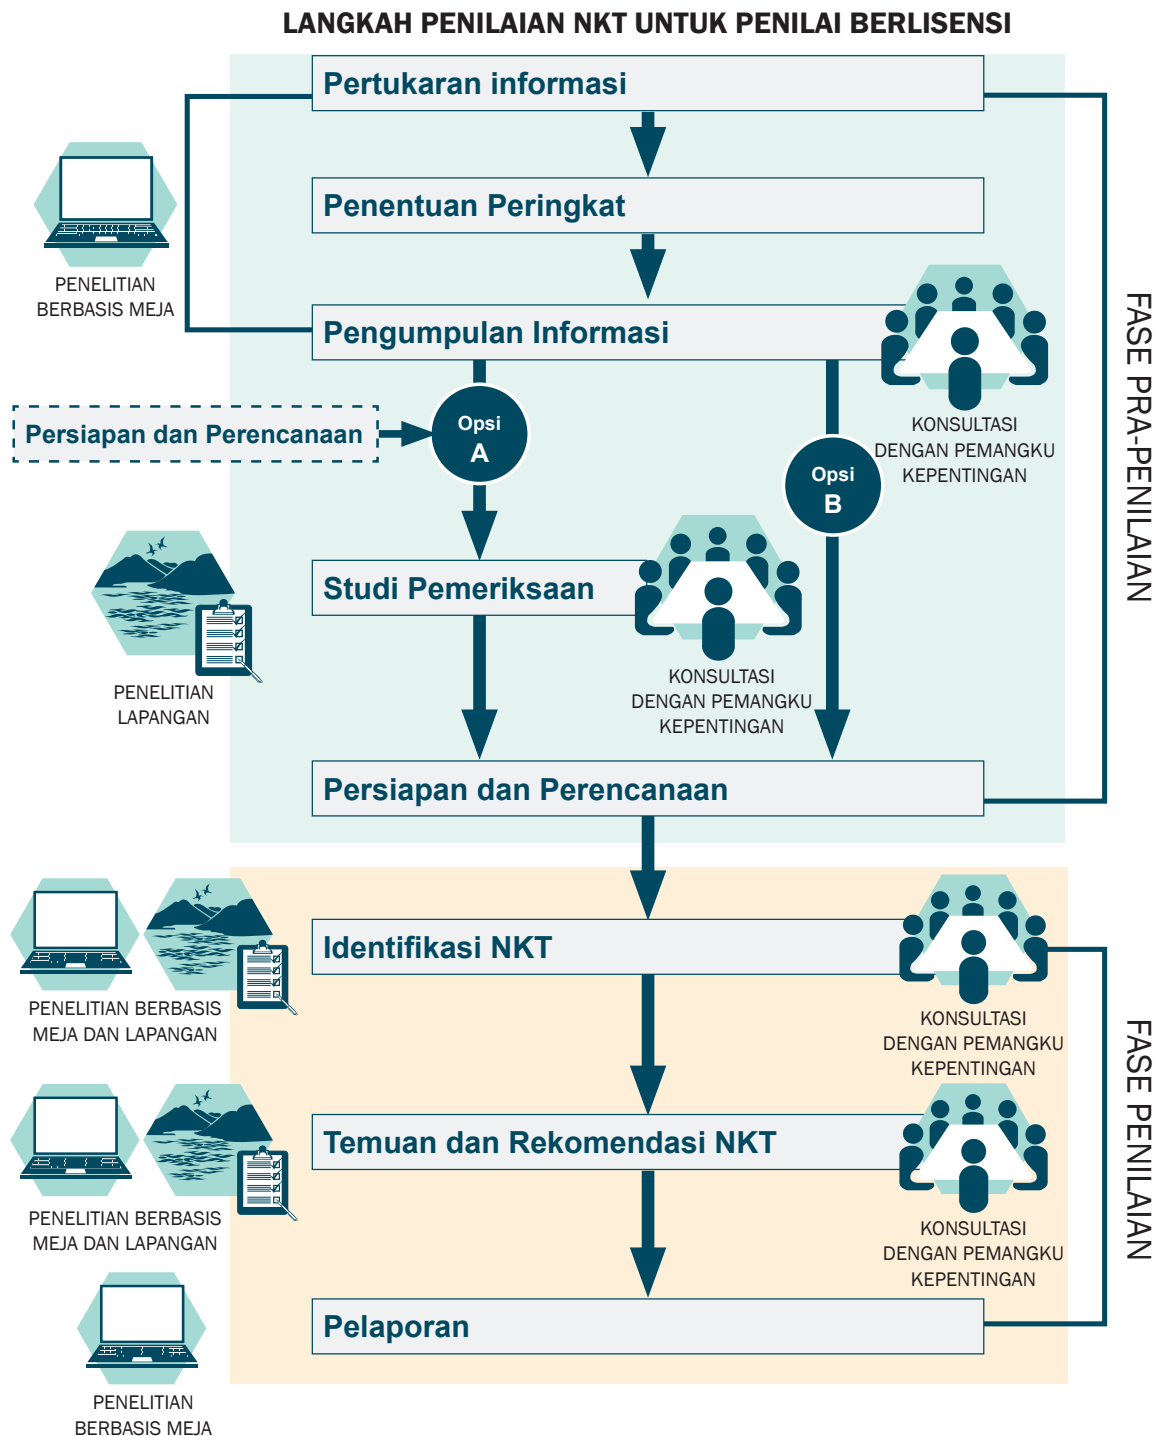 LANGKAH PENILAIAN NKT UNTUK PENILAI BERLISENSI
Pertukaran informasi
Penentuan Peringkat
PENELITIAN
BERBASIS MEJA
Pengumpulan Informasi
KONSULTASI
DENGAN PEMANGKU
KEPENTINGAN
Persiapan dan Perencanaan
Opsi
A
Opsi
B
FASE PRA-PENILAIAN
Studi Pemeriksaan
PENELITIAN
LAPANGAN
KONSULTASI
DENGAN PEMANGKU
KEPENTINGAN
Persiapan dan Perencanaan
Identifikasi NKT
PENELITIAN BERBASIS
MEJA DAN LAPANGAN
KONSULTASI
DENGAN PEMANGKU
KEPENTINGAN
FASE PENILAIAN
Temuan dan Rekomendasi NKT
PENELITIAN BERBASIS
MEJA DAN LAPANGAN
KONSULTASI
DENGAN PEMANGKU
KEPENTINGAN
Pelaporan
PENELITIAN
BERBASIS MEJA